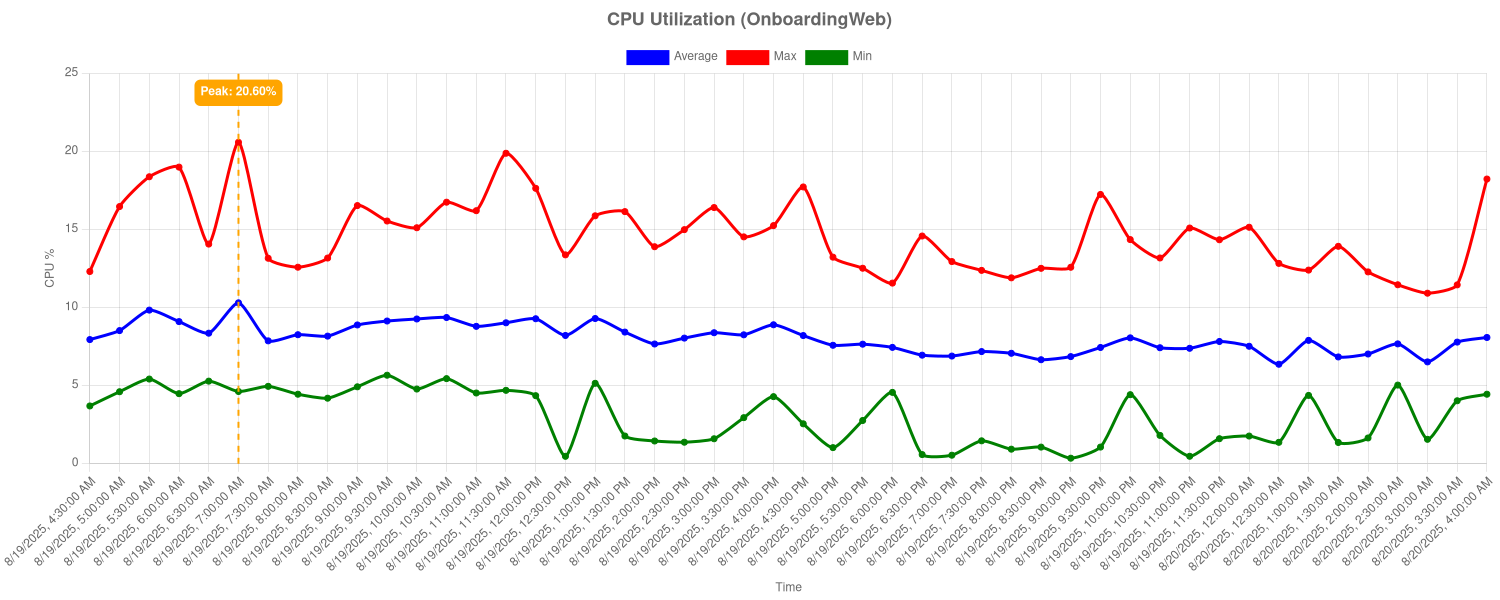 CPU Utilization (OnboardingWeb)
Average
Max
Min
25
Peak: 20.60%
20
15
CPU %
10
5
0
8/19/2025, 4:30:00 AM
8/19/2025, 5:00:00 AM
8/19/2025, 5:30:00 AM
8/19/2025, 6:00:00 AM
8/19/2025, 6:30:00 AM
8/19/2025, 7:00:00 AM
8/19/2025, 7:30:00 AM
8/19/2025, 8:00:00 AM
8/19/2025, 8:30:00 AM
8/19/2025, 9:00:00 AM
8/19/2025, 9:30:00 AM
8/19/2025, 10:00:00 AM
8/19/2025, 10:30:00 AM
8/19/2025, 11:00:00 AM
8/19/2025, 11:30:00 AM
8/19/2025, 12:00:00 PM
8/19/2025, 12:30:00 PM
8/19/2025, 1:00:00 PM
8/19/2025, 1:30:00 PM
8/19/2025, 2:00:00 PM
8/19/2025, 2:30:00 PM
8/19/2025, 3:00:00 PM
8/19/2025, 3:30:00 PM
8/19/2025, 4:00:00 PM
8/19/2025, 4:30:00 PM
8/19/2025, 5:00:00 PM
8/19/2025, 5:30:00 PM
8/19/2025, 6:00:00 PM
8/19/2025, 6:30:00 PM
8/19/2025, 7:00:00 PM
8/19/2025, 7:30:00 PM
8/19/2025, 8:00:00 PM
8/19/2025, 8:30:00 PM
8/19/2025, 9:00:00 PM
8/19/2025, 9:30:00 PM
8/19/2025, 10:00:00 PM
8/19/2025, 10:30:00 PM
8/19/2025, 11:00:00 PM
8/19/2025, 11:30:00 PM
8/20/2025, 12:00:00 AM
8/20/2025, 12:30:00 AM
8/20/2025, 1:00:00 AM
8/20/2025, 1:30:00 AM
8/20/2025, 2:00:00 AM
8/20/2025, 2:30:00 AM
8/20/2025, 3:00:00 AM
8/20/2025, 3:30:00 AM
8/20/2025, 4:00:00 AM
Time